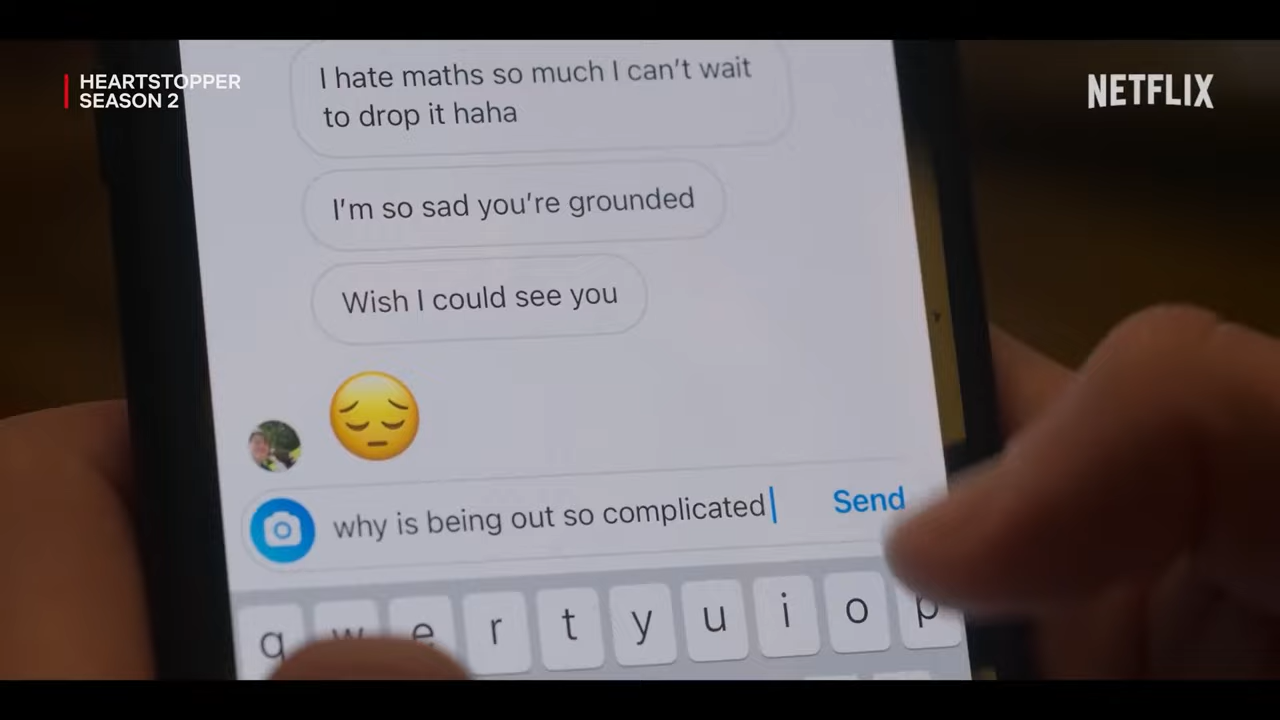 HEARTSTOPPER
SEASON 2
NETFLIX
I hate maths so much I can't wait
to drop it haha
I'm so sad you're grounded
Wish I could see you
why is being out so complicated
Send
q w e r t y u i o p